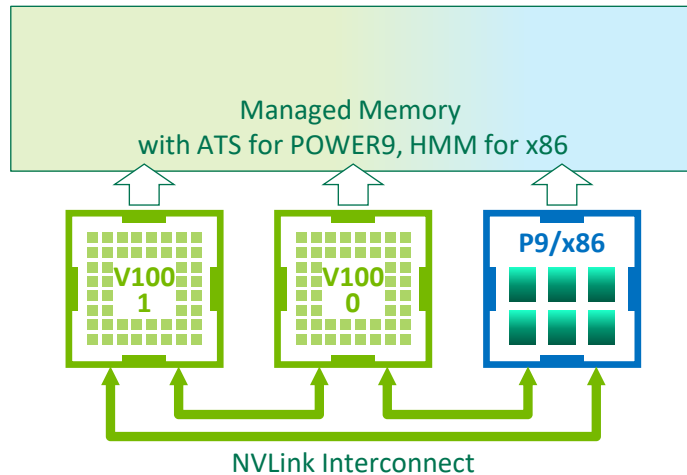 Managed Memory
with ATS for POWER9, HMM for x86
V100
1
V100
0
P9/x86
NVLink Interconnect